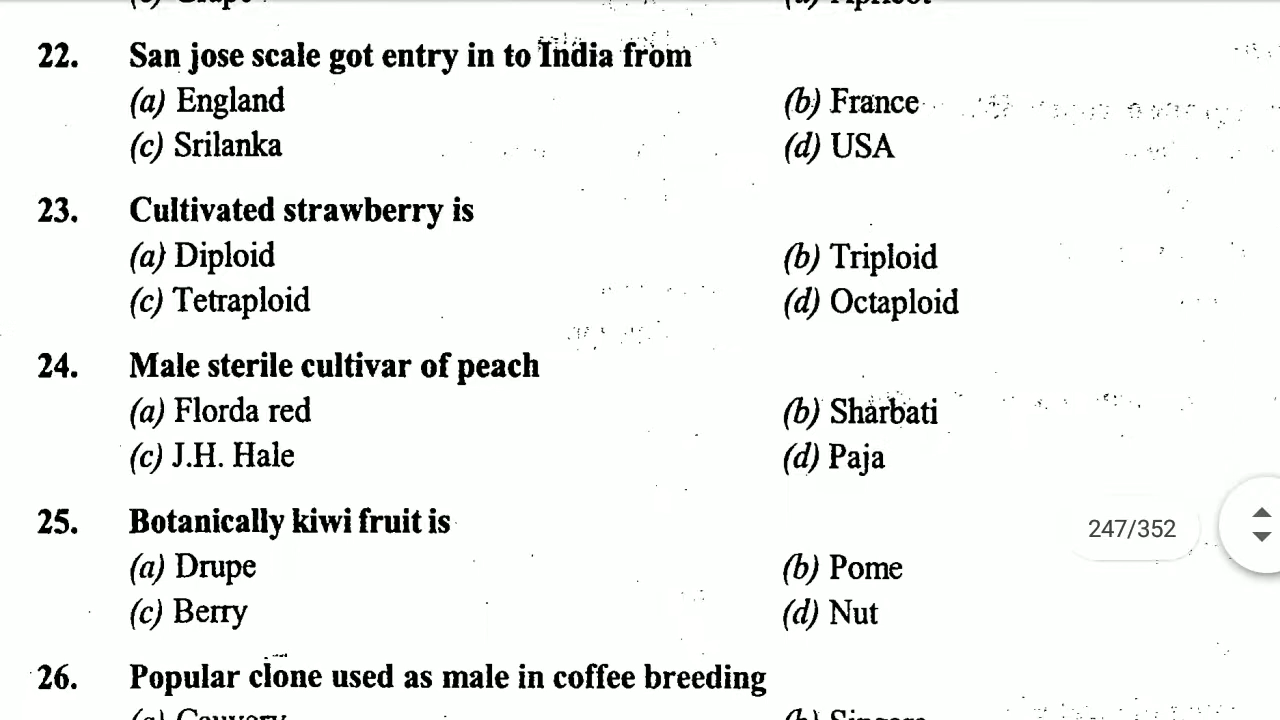 22. San jose scale got entry in to India from
(a) England (b) France
(c) Srilanka (d) USA
23. Cultivated strawberry is
(a) Diploid (b) Triploid
(c) Tetraploid (d) Octaploid
24. Male sterile cultivar of peach
(a) Florda red (b) Sharbati
(c) J.H. Hale (d) Paja
25. Botanically kiwi fruit is
247/352
(a) Drupe (b) Pome
(c) Berry (d) Nut
26. Popular clone used as male in coffee breeding